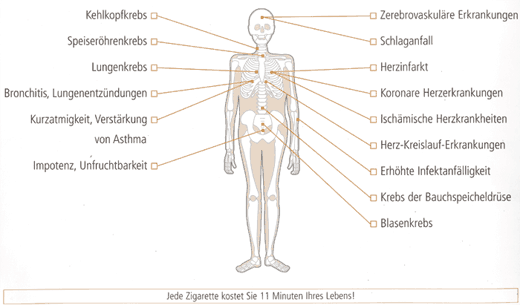 Kehlkopfkrebs
Speiseröhrenkrebs
Lungenkrebs
Bronchitis, Lungenentzündungen
Kurzatmigkeit, Verstärkung
von Asthma
Impotenz, Unfruchtbarkeit
Zerebrovaskuläre Erkrankungen
Schlaganfall
Herzinfarkt
Koronare Herzerkrankungen
Ischämische Herzkrankheiten
Herz-Kreislauf-Erkrankungen
Erhöhte Infektanfälligkeit
Krebs der Bauchspeicheldrüse
Blasenkrebs
Jede Zigarette kostet Sie 11 Minuten Ihres Lebens!